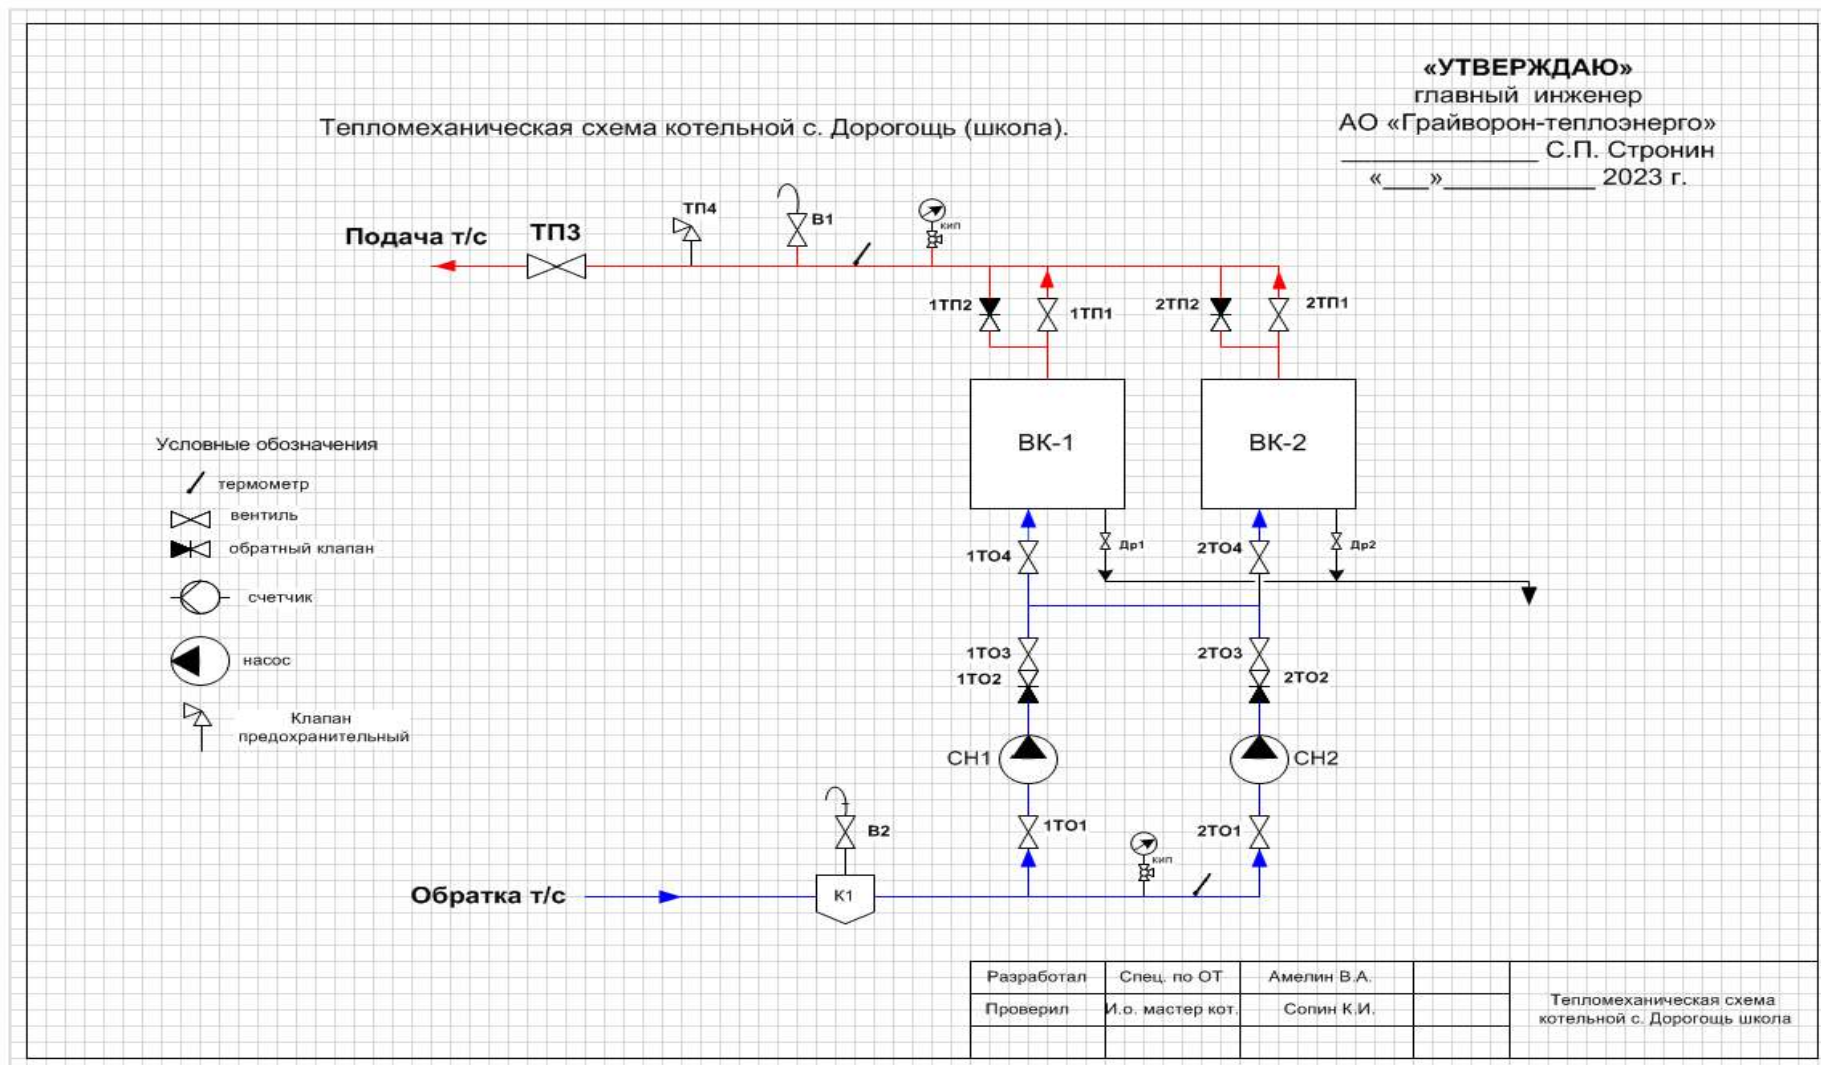 «УТВЕРЖДАЮ»
главный инженер
АО «Грайворон-теплоэнерго»
______________ С.П. Стронин
«___»___________ 2023 г.
Тепломеханическая схема котельной с. Дорогощь (школа).
Подача т/с
ТП3
ТП4
В1
кип
1ТП2
1ТП1
2ТП2
2ТП1
ВК-1
ВК-2
Условные обозначения
термометр
вентиль
обратный клапан
счетчик
насос
Клапан
предохранительный
1ТО4
Др1
2ТО4
Др2
1ТО3
2ТО3
1ТО2
2ТО2
СН1
СН2
В2
1ТО1
кип
2ТО1
Обратка т/с
К1
Разработал Спец. по ОТ Амелин В.А.
Проверил И.о. мастер кот. Сопин К.И.
Тепломеханическая схема
котельной с. Дорогощь школа